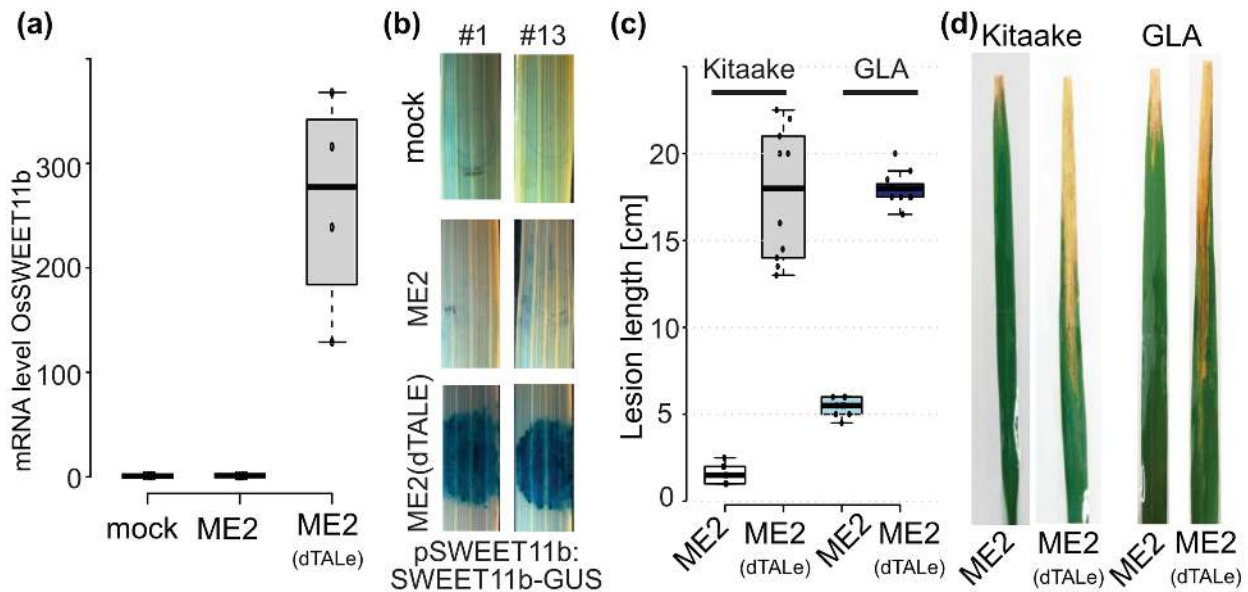 (a)
mRNA level OsSWEET11b
300
200
100
0
mock
ME2
ME2
(dTALe)
(b)
#1
#13
mock
ME2
ME2(dTALE)
pSWEET11b:
SWEET11b-GUS
(c)
Kitaake
GLA
Lesion length [cm]
20
15
10
5
0
ME2
ME2
(dTALe)
ME2
ME2
(dTALe)
(d)
Kitaake
GLA
ME2
ME2
(dTALe)
ME2
ME2
(dTALe)